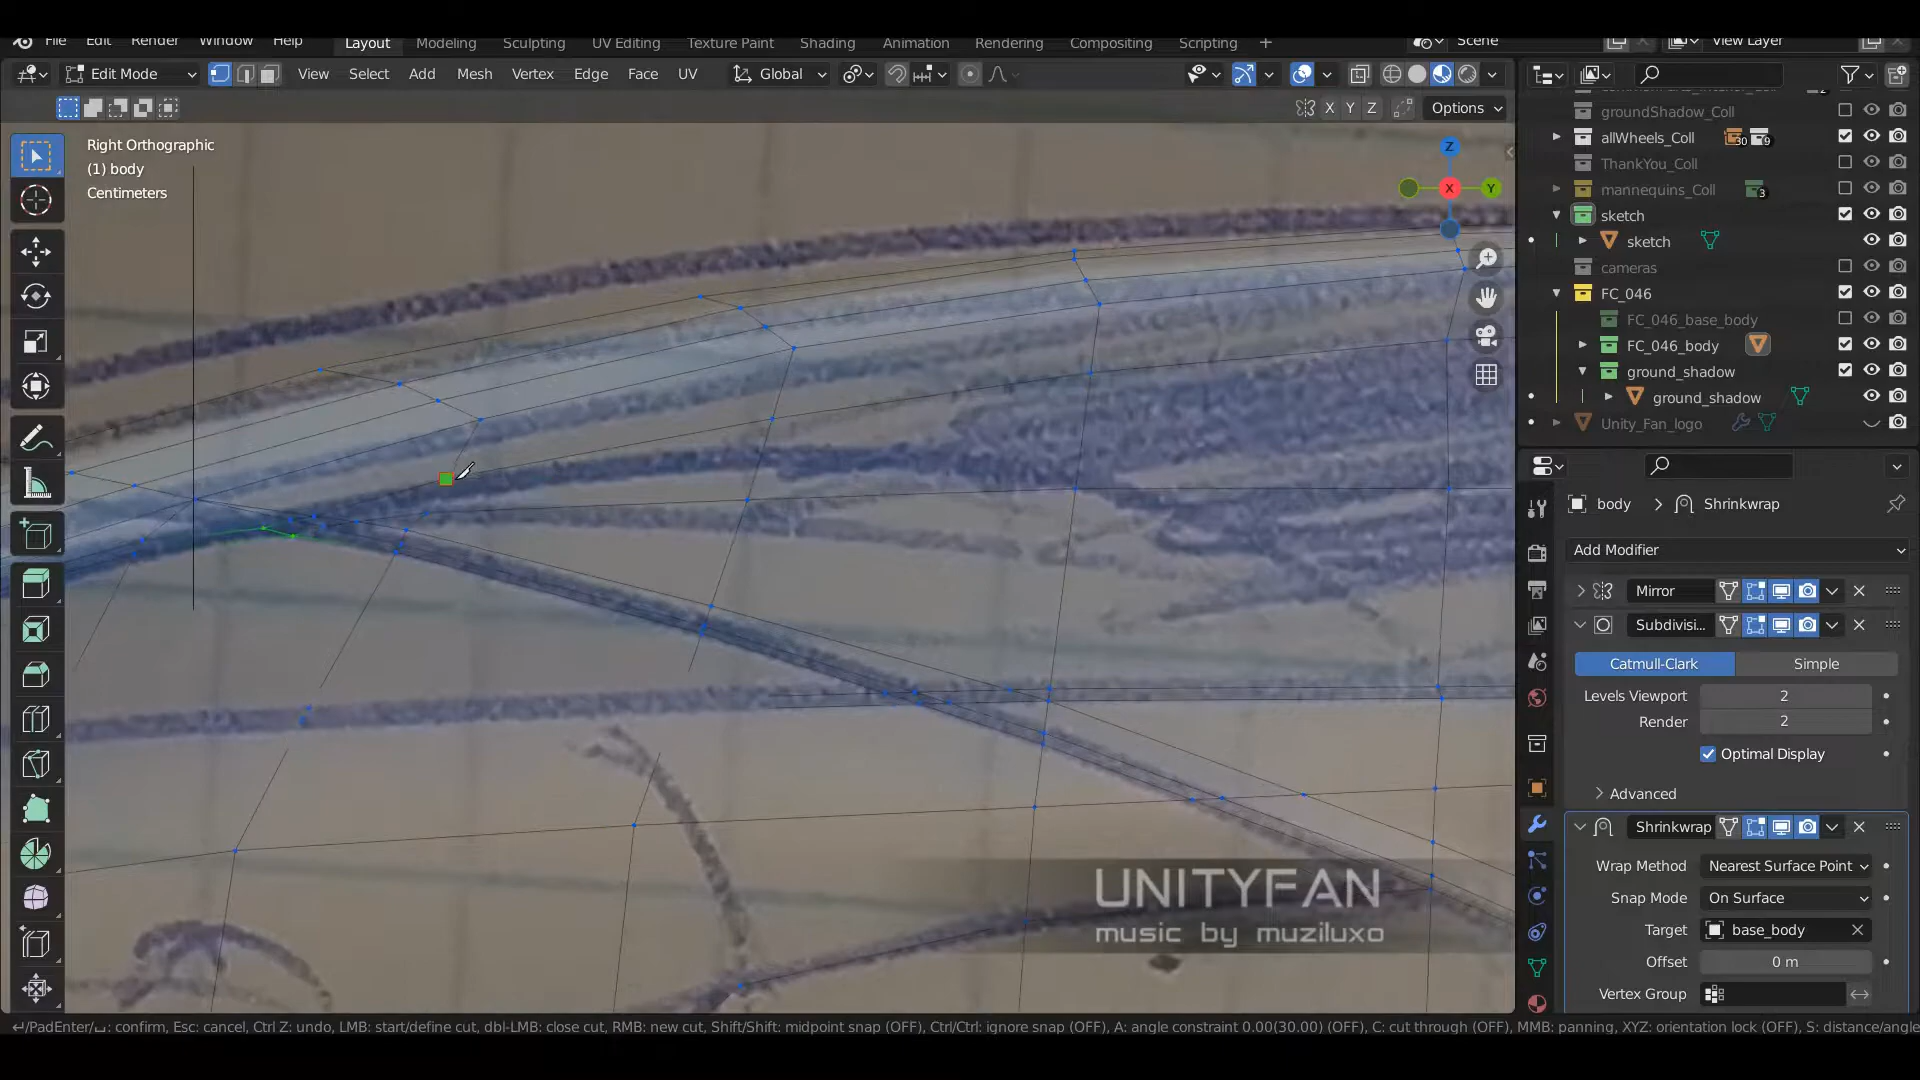 File Edit Render Window Help Layout Modeling Sculpting UV Editing Texture Paint Shading Animation Rendering Compositing Scripting + Scene View Layer
Edit Mode View Select Add Mesh Vertex Edge Face UV Global
X Y Z Options
Right Orthographic
(1) body
Centimeters
Z
X
Y
groundShadow_Coll
allWheels_Coll 30 9
ThankYou_Coll
mannequins_Coll 3
sketch
sketch
cameras
FC_046
FC_046_base_body
FC_046_body
ground_shadow
ground_shadow
Unity_Fan_logo
body > Shrinkwrap
Add Modifier
Mirror
Subdivisi...
Catmull-Clark Simple
Levels Viewport 2
Render 2
Optimal Display
Advanced
Shrinkwrap
Wrap Method Nearest Surface Point
Snap Mode On Surface
Target base_body
Offset 0 m
Vertex Group
UNITYFAN
music by muziluxo
/PadEnter/␣: confirm, Esc: cancel, Ctrl Z: undo, LMB: start/define cut, dbl-LMB: close cut, RMB: new cut, Shift/Shift: midpoint snap (OFF), Ctrl/Ctrl: ignore snap (OFF), A: angle constraint 0.00(30.00) (OFF), C: cut through (OFF), MMB: panning, XYZ: orientation lock (OFF), S: distance/angle